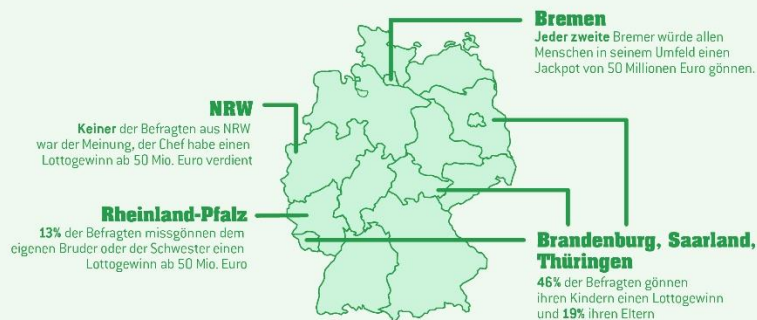 Bremen
Jeder zweite Bremer würde allen
Menschen in seinem Umfeld einen
Jackpot von 50 Millionen Euro gönnen.
NRW
Keiner der Befragten aus NRW
war der Meinung, der Chef habe einen
Lottogewinn ab 50 Mio. Euro verdient
Rheinland-Pfalz
13% der Befragten missgönnen dem
eigenen Bruder oder der Schwester einen
Lottogewinn ab 50 Mio. Euro
Brandenburg, Saarland,
Thüringen
46% der Befragten gönnen
ihren Kindern einen Lottogewinn
und 19% ihren Eltern